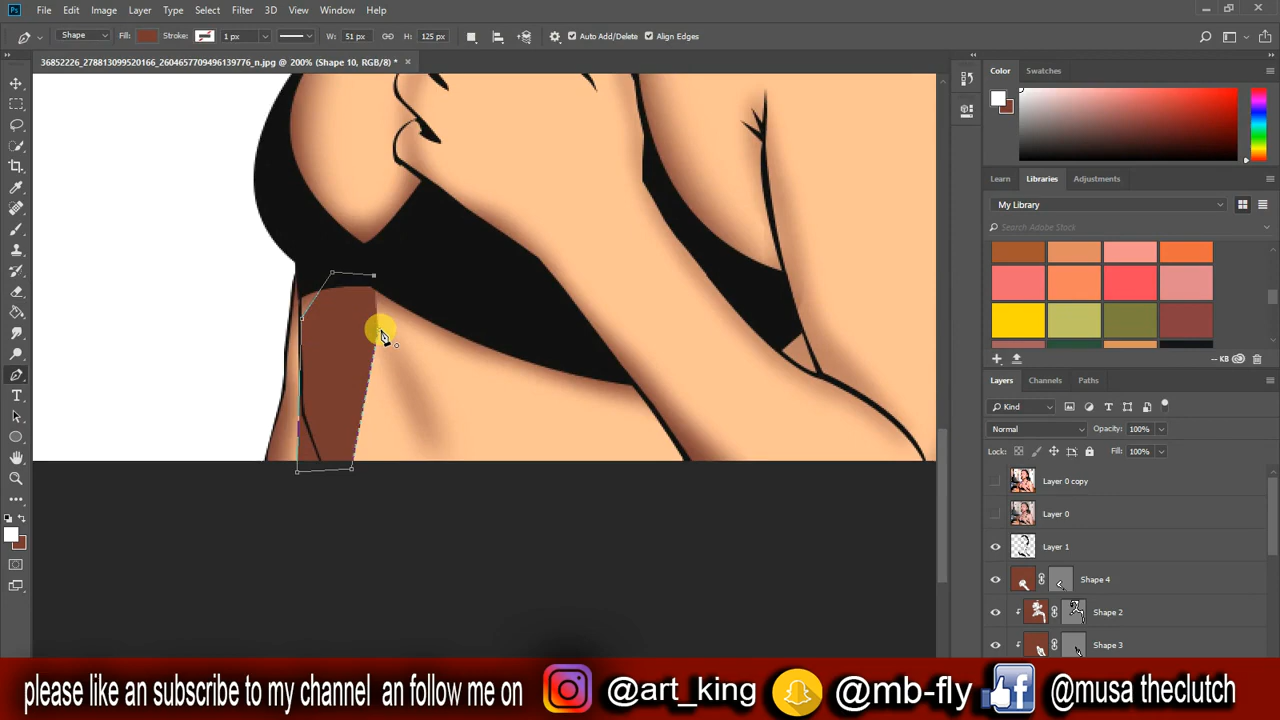 Ps File Edit Layer Type Select Filter 3D View Window Help
Shape Fill: Stroke: 1 px W: 51 px H: 125 px Auto Add/Delete Align Edges
36852226_278813099520166_2604657709496139776_n.jpg @ 200% (Shape 10, RGB/8) *
Color Swatches
Learn Libraries Adjustments
My Library
Search Adobe Stock
-- KB
Layers Channels Paths
Kind
Normal Opacity: 100%
Lock: Fill: 100%
Layer 0 copy
Layer 0
Layer 1
Shape 4
Shape 2
Shape 3
please like an subscribe to my channel an follow me on @art_king @mb-fly @musa theclutch